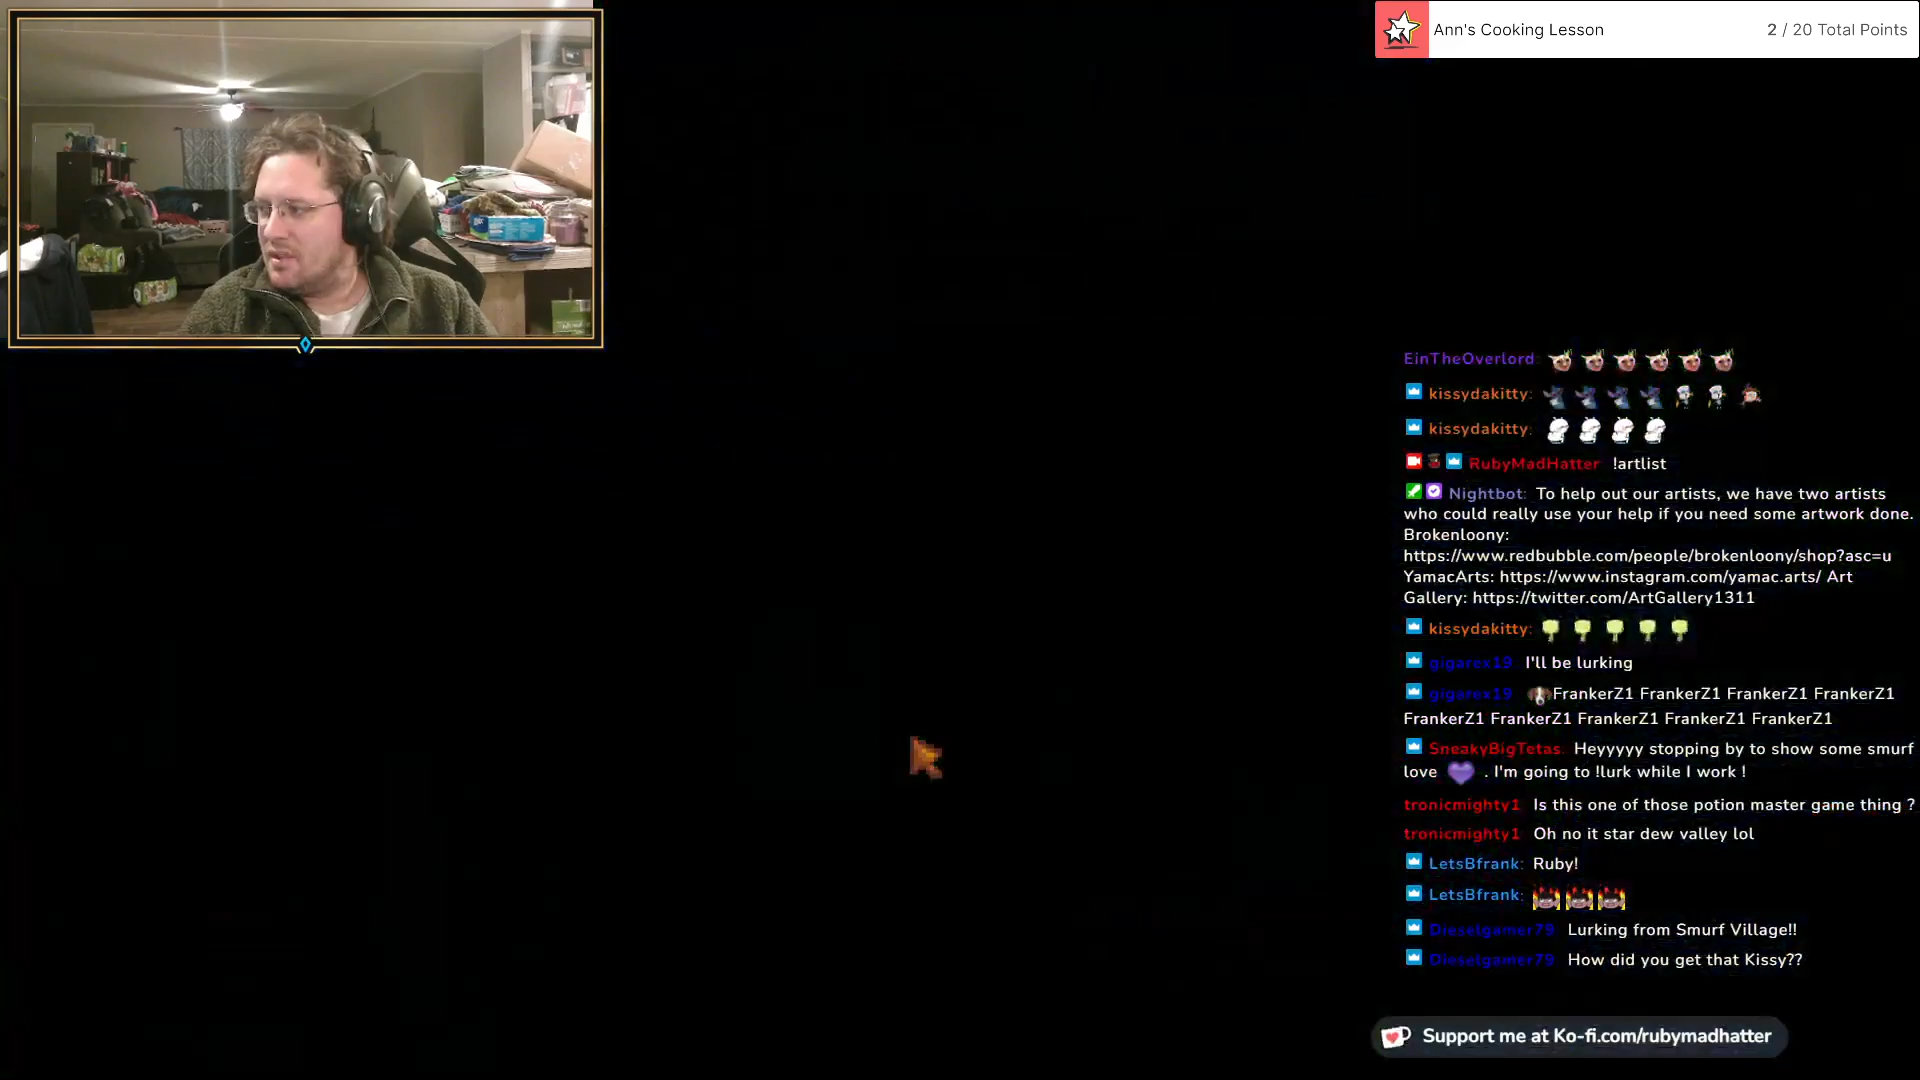 Ann's Cooking Lesson 2 / 20 Total Points
EinTheOverlord:
kissydakitty:
kissydakitty:
RubyMadHatter !artlist
Nightbot: To help out our artists, we have two artists
who could really use your help if you need some artwork done.
Brokenloony:
https://www.redbubble.com/people/brokenloony/shop?asc=u
YamacArts: https://www.instagram.com/yamac.arts/ Art
Gallery: https://twitter.com/ArtGallery1311
kissydakitty:
gigarex19: I'll be lurking
gigarex19: FrankerZ1 FrankerZ1 FrankerZ1 FrankerZ1
FrankerZ1 FrankerZ1 FrankerZ1 FrankerZ1 FrankerZ1
SneakyBigTetas: Heyyyyy stopping by to show some smurf
love . I'm going to !lurk while I work !
tronicmighty1 Is this one of those potion master game thing ?
tronicmighty1 Oh no it star dew valley lol
LetsBfrank: Ruby!
LetsBfrank:
Dieselgamer79 Lurking from Smurf Village!!
Dieselgamer79 How did you get that Kissy??
Support me at Ko-fi.com/rubymadhatter